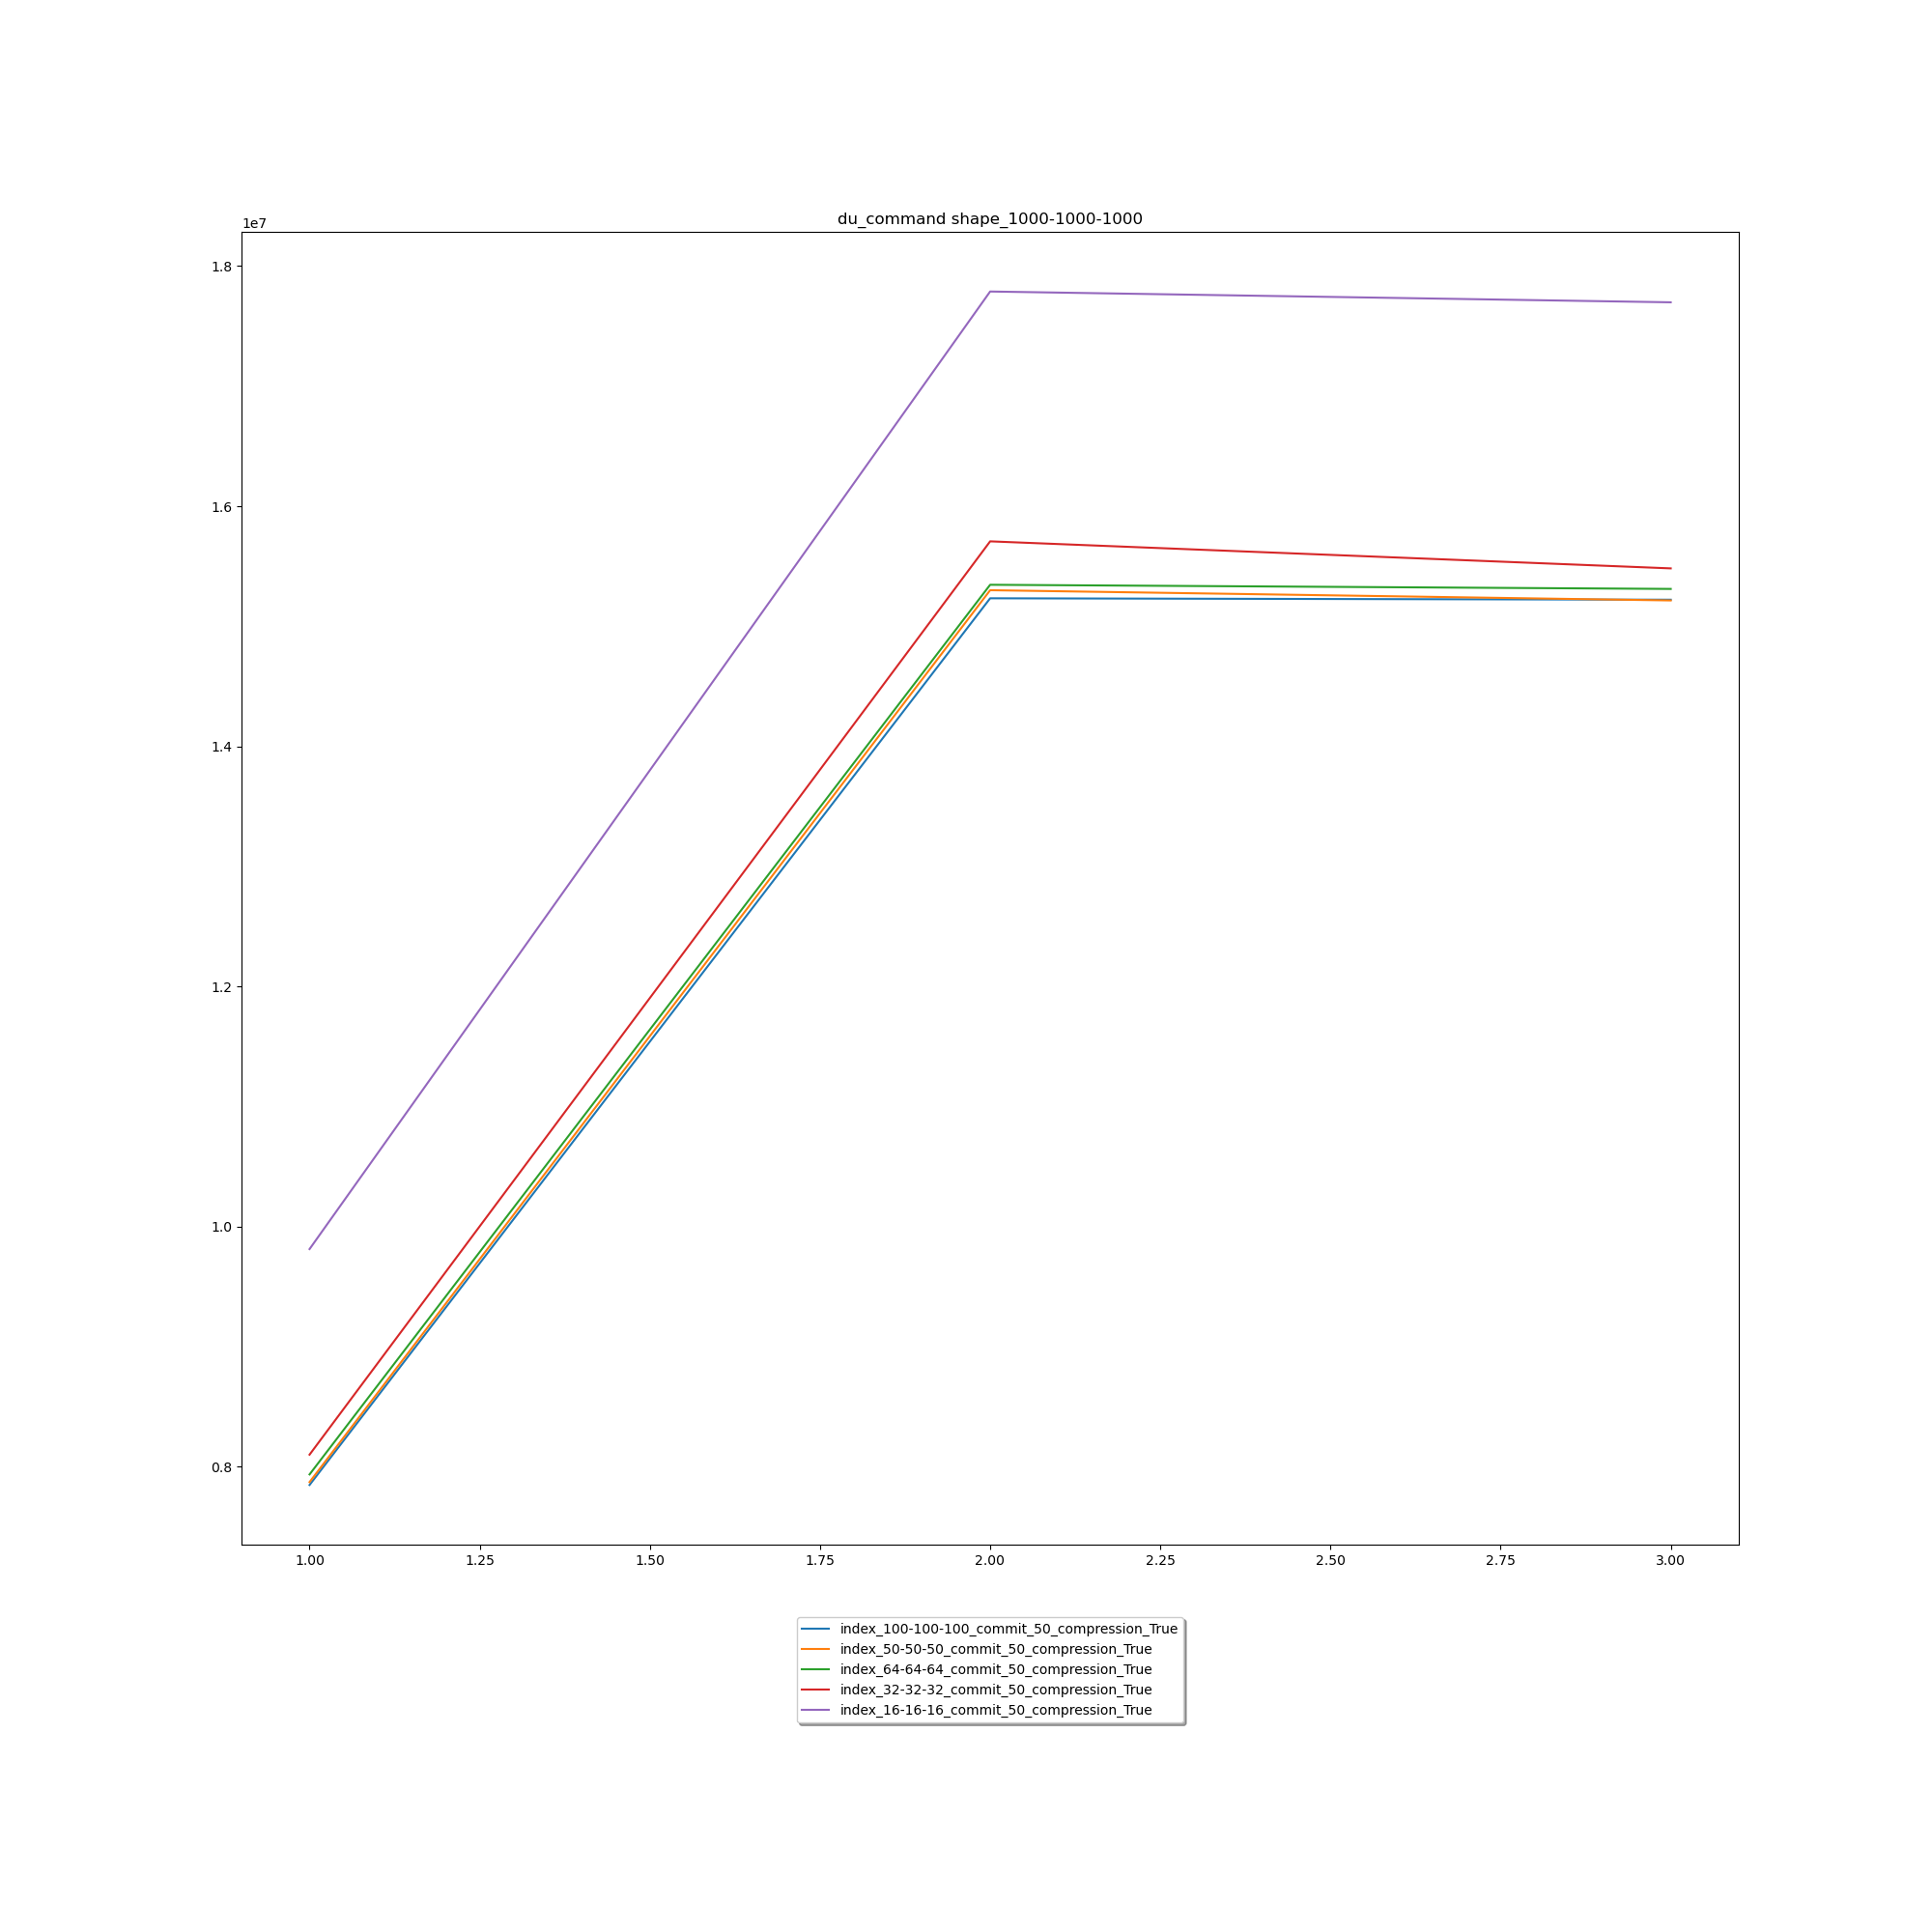 du_command shape_1000-1000-1000
1e7
1.8
1.6
1.4
1.2
1.0
0.8
1.00 1.25 1.50 1.75 2.00 2.25 2.50 2.75 3.00
index_100-100-100_commit_50_compression_True
index_50-50-50_commit_50_compression_True
index_64-64-64_commit_50_compression_True
index_32-32-32_commit_50_compression_True
index_16-16-16_commit_50_compression_True